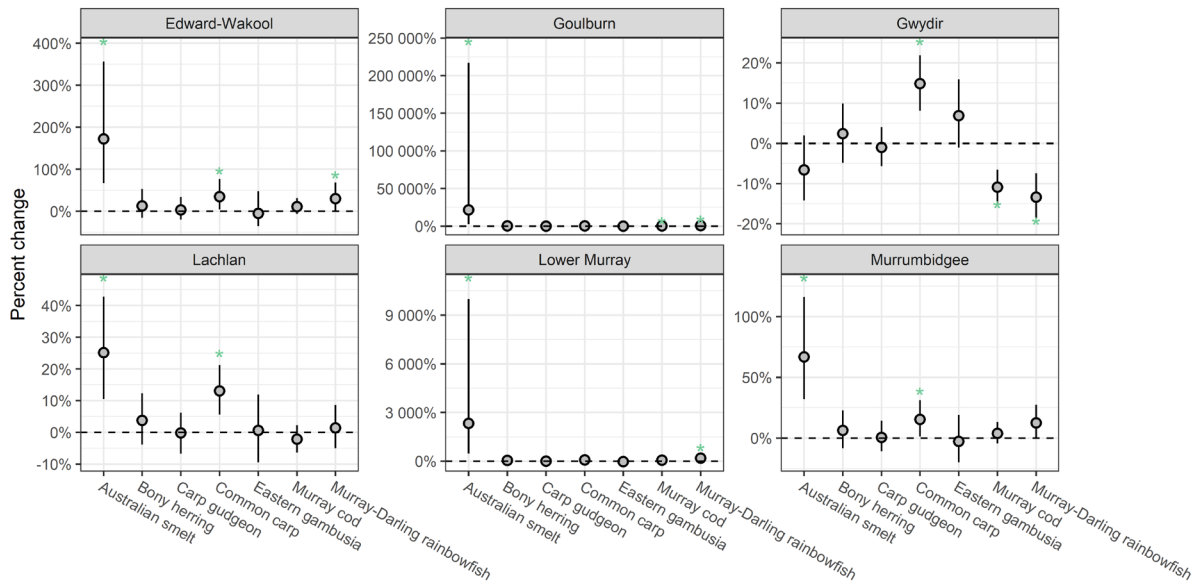 Edward-Wakool
Goulburn
Gwydir
Percent change
400%
300%
200%
100%
0%
250 000%
200 000%
150 000%
100 000%
50 000%
0%
20%
10%
0%
-10%
-20%
*
*
*
*
*
*
*
*
*
Lachlan
Lower Murray
Murrumbidgee
40%
30%
20%
10%
0%
-10%
9 000%
6 000%
3 000%
0%
100%
50%
0%
*
*
*
*
*
*
Australian smelt
Bony herring
Carp gudgeon
Common carp
Eastern gambusia
Murray cod
Murray-Darling rainbowfish
Australian smelt
Bony herring
Carp gudgeon
Common carp
Eastern gambusia
Murray cod
Murray-Darling rainbowfish
Australian smelt
Bony herring
Carp gudgeon
Common carp
Eastern gambusia
Murray cod
Murray-Darling rainbowfish